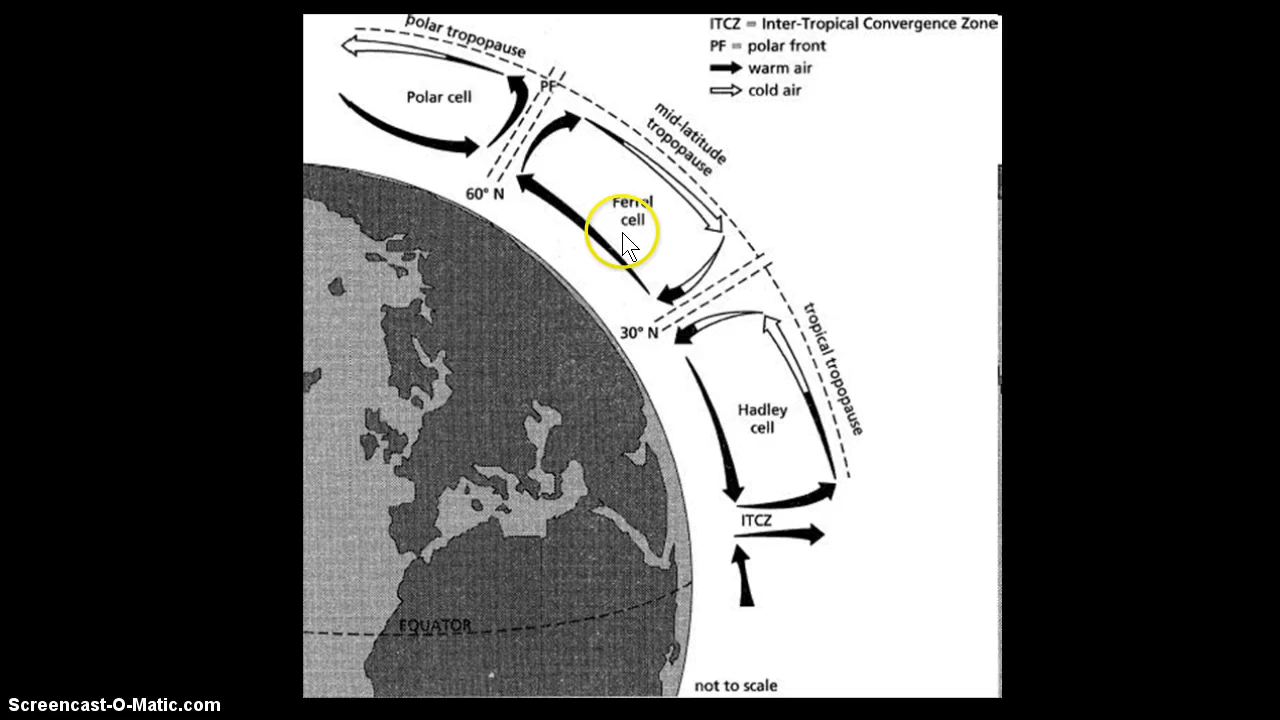 ITCZ = Inter-Tropical Convergence Zone
PF = polar front
warm air
cold air
polar tropopause
PF
Polar cell
mid-latitude
tropopause
60° N
Ferrel
cell
30° N
tropical tropopause
Hadley
cell
ITCZ
EQUATOR
not to scale
Screencast-O-Matic.com